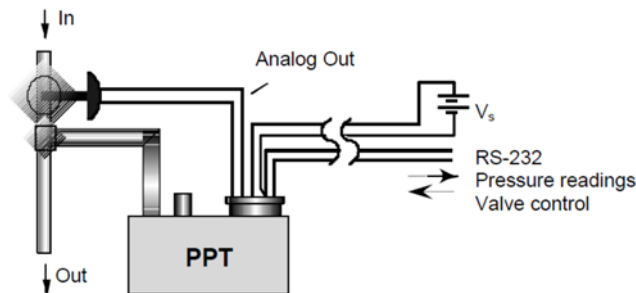 In
Analog Out
Vs
RS-232
Pressure readings
Valve control
PPT
Out